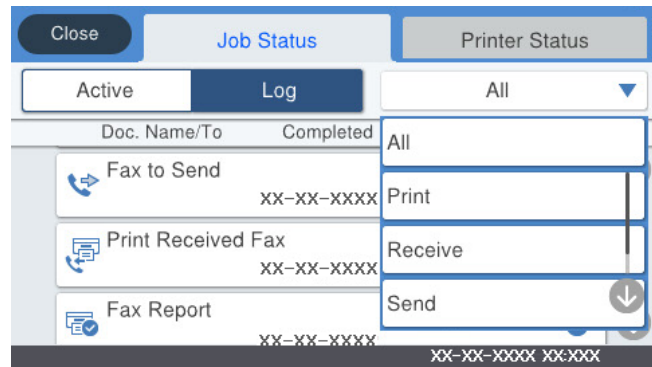 Close
Job Status
Printer Status
Active
Log
All
Doc. Name/To
Completed
All
Fax to Send
XX-XX-XXXX
Print
Print Received Fax
XX-XX-XXXX
Receive
Fax Report
XX-XX-XXXX
Send
XX-XX-XXXX XX:XXX